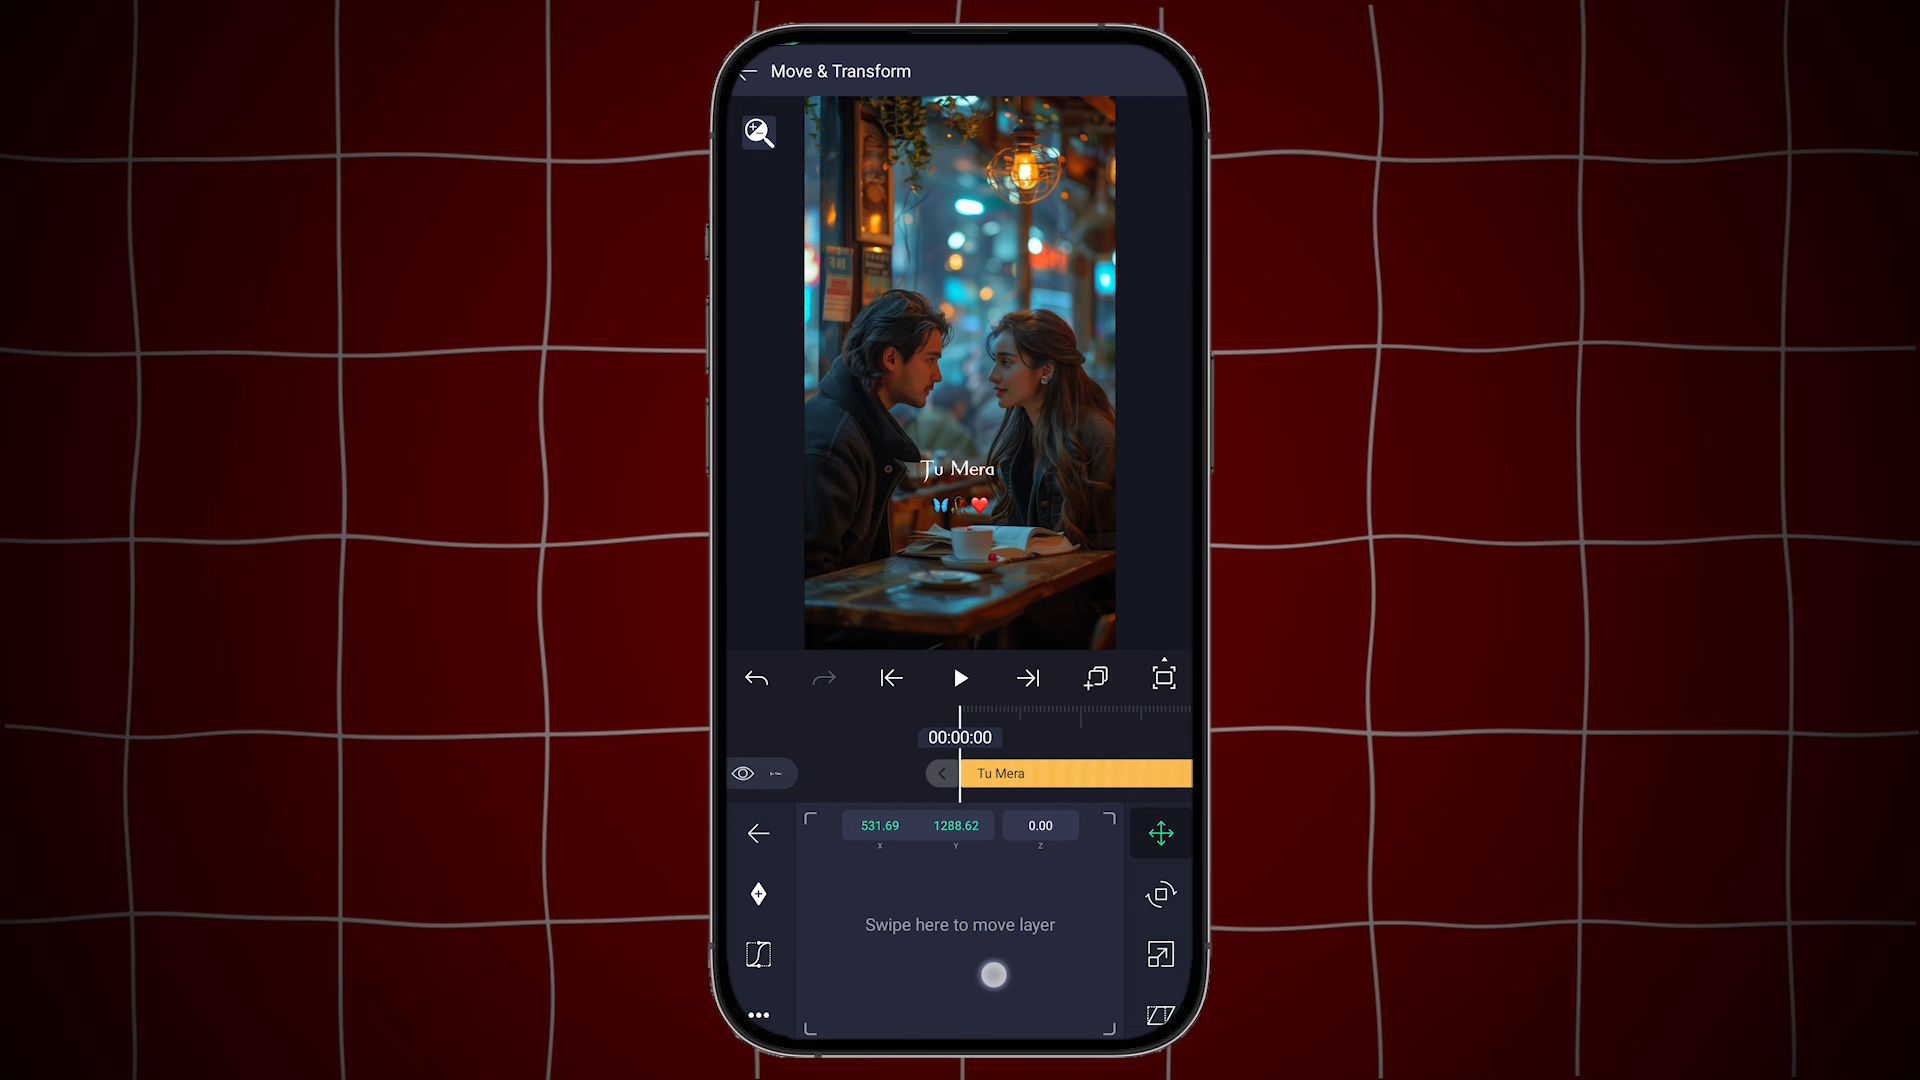 Move & Transform
Tu Mera
🦋🥀❤️
00:00:00
Tu Mera
531.69 1288.62 0.00
X Y Z
Swipe here to move layer